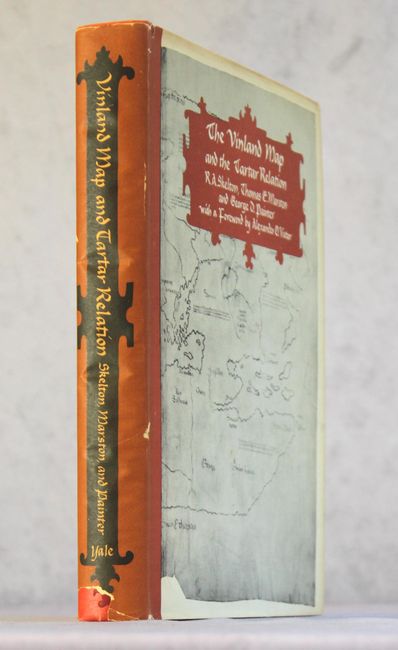 Vinland Map and Tartar Relation Skelton, Marston, and Painter
Yale
The Vinland Map
and the Tartar Relation
R.A. Skelton, Thomas E. Marston
and George D. Painter
with a Foreword by Alexander O. Vietor